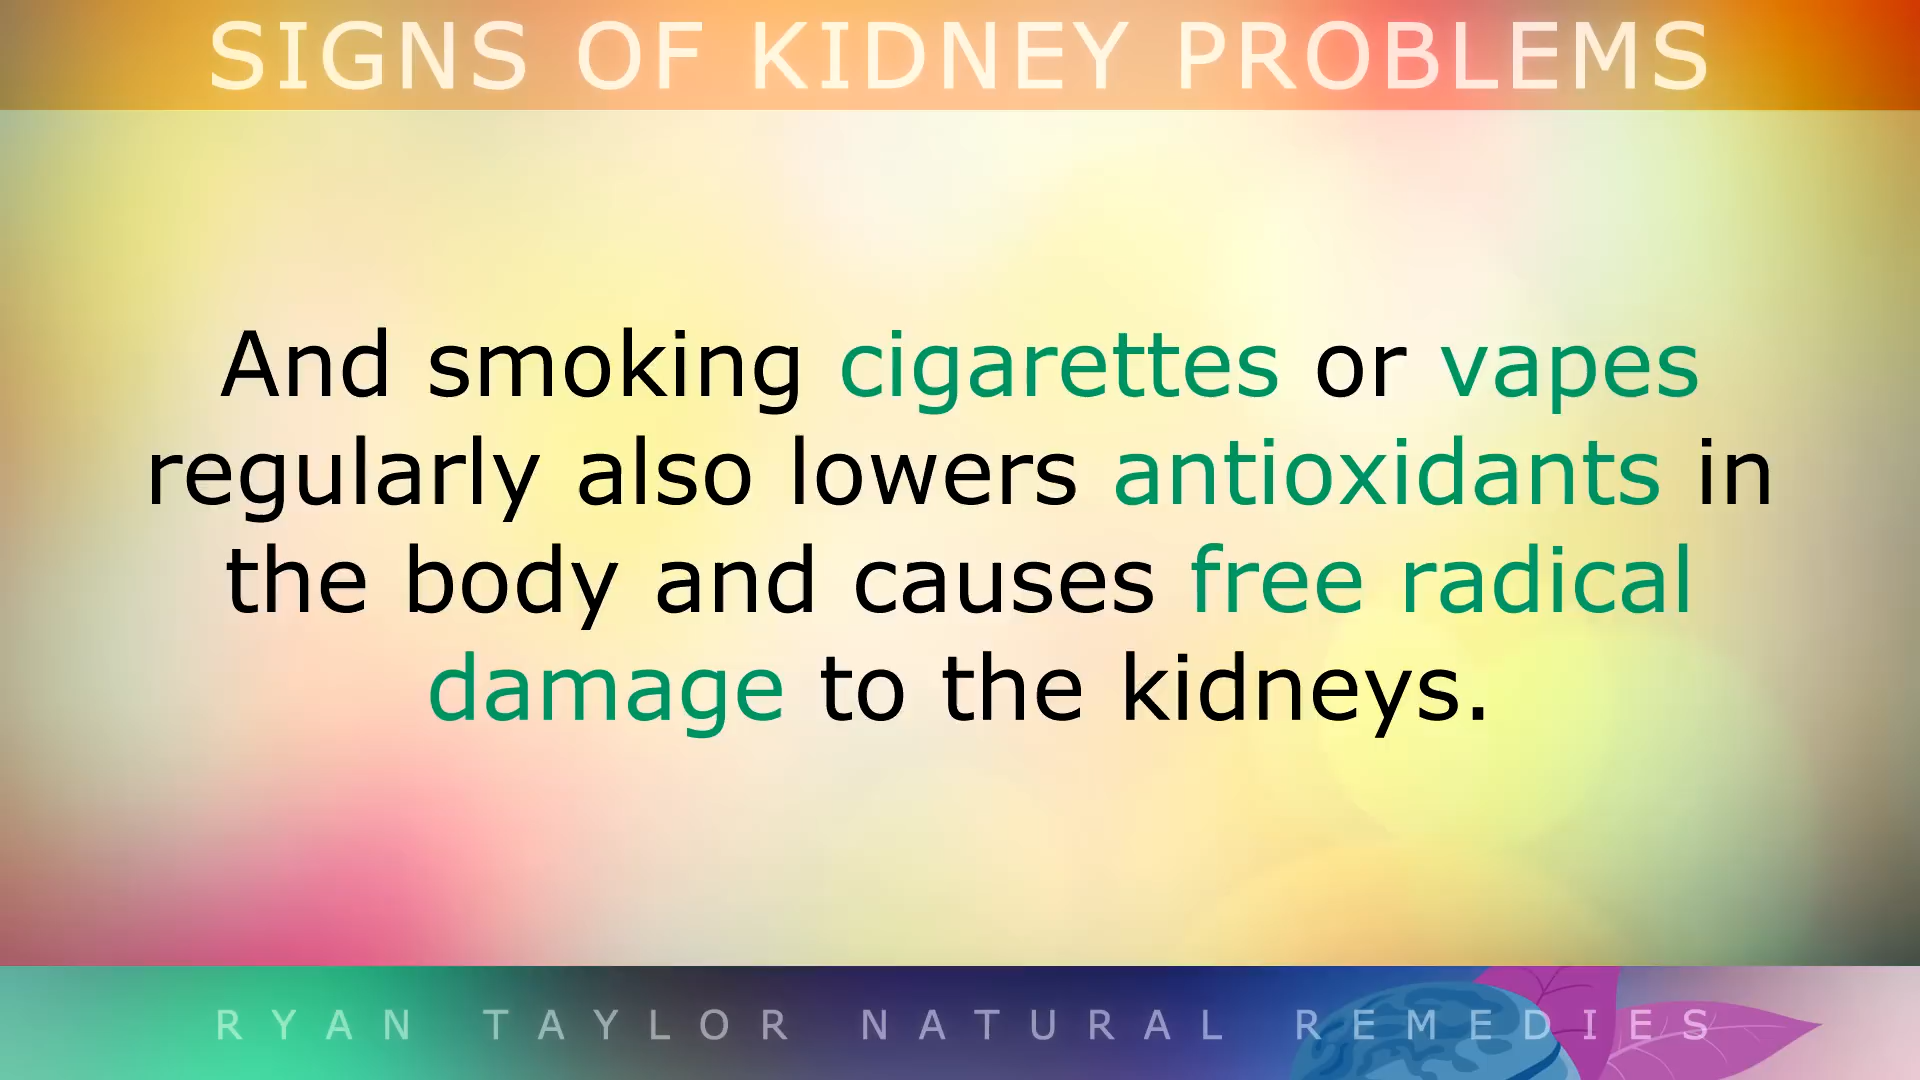 SIGNS OF KIDNEY PROBLEMS
And smoking cigarettes or vapes
regularly also lowers antioxidants in
the body and causes free radical
damage to the kidneys.
RYAN TAYLOR NATURAL REMEDIES